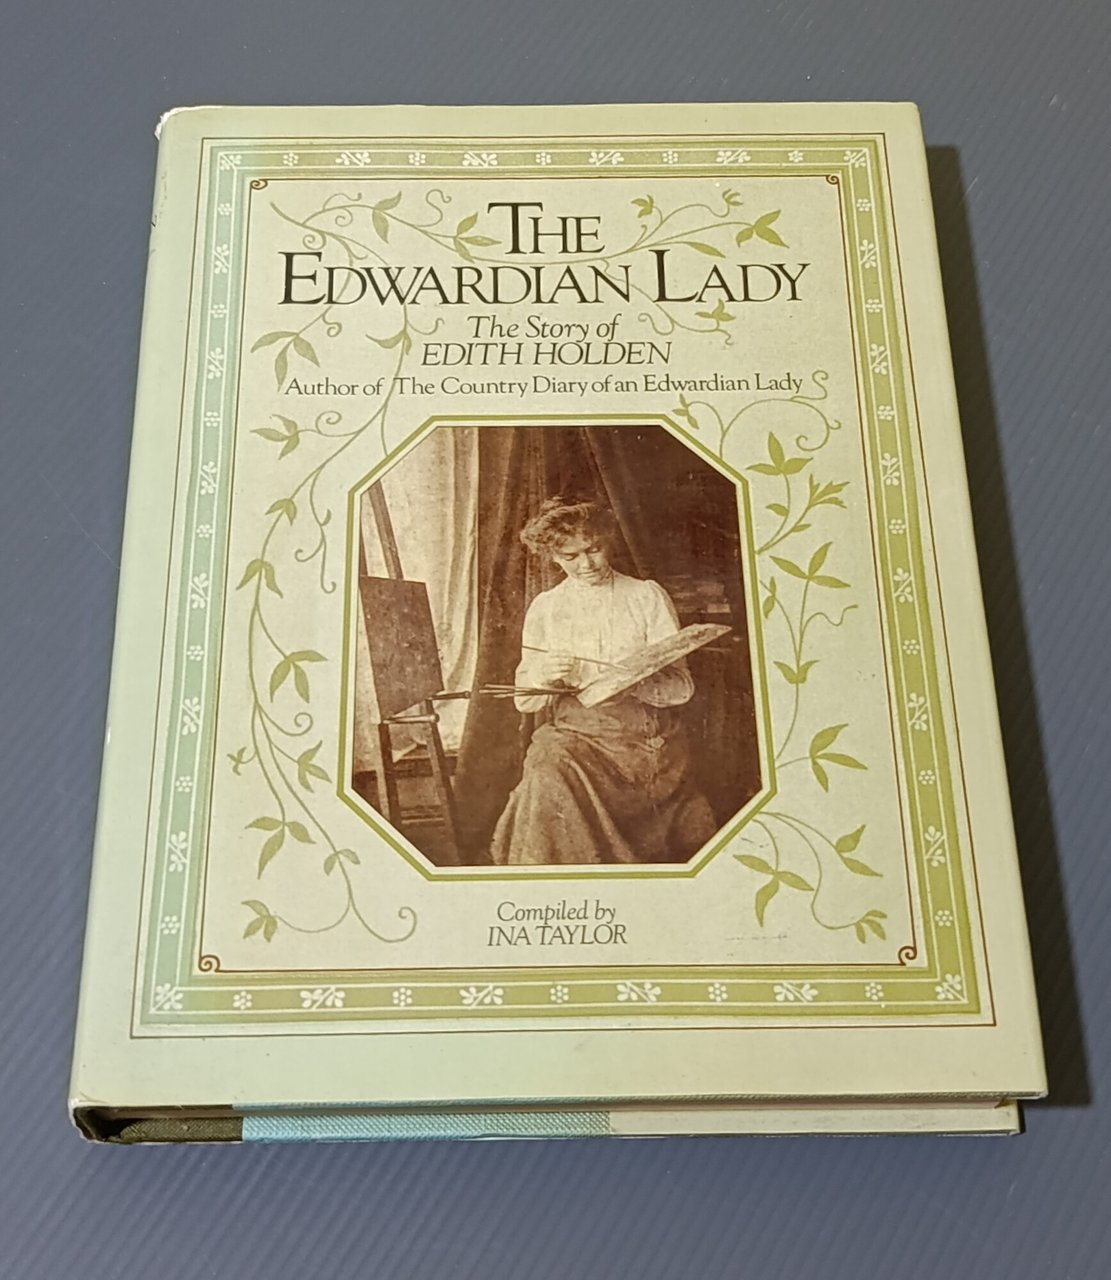 THE
EDWARDIAN LADY
The Story of
EDITH HOLDEN
Author of The Country Diary of an Edwardian Lady
Compiled by
INA TAYLOR